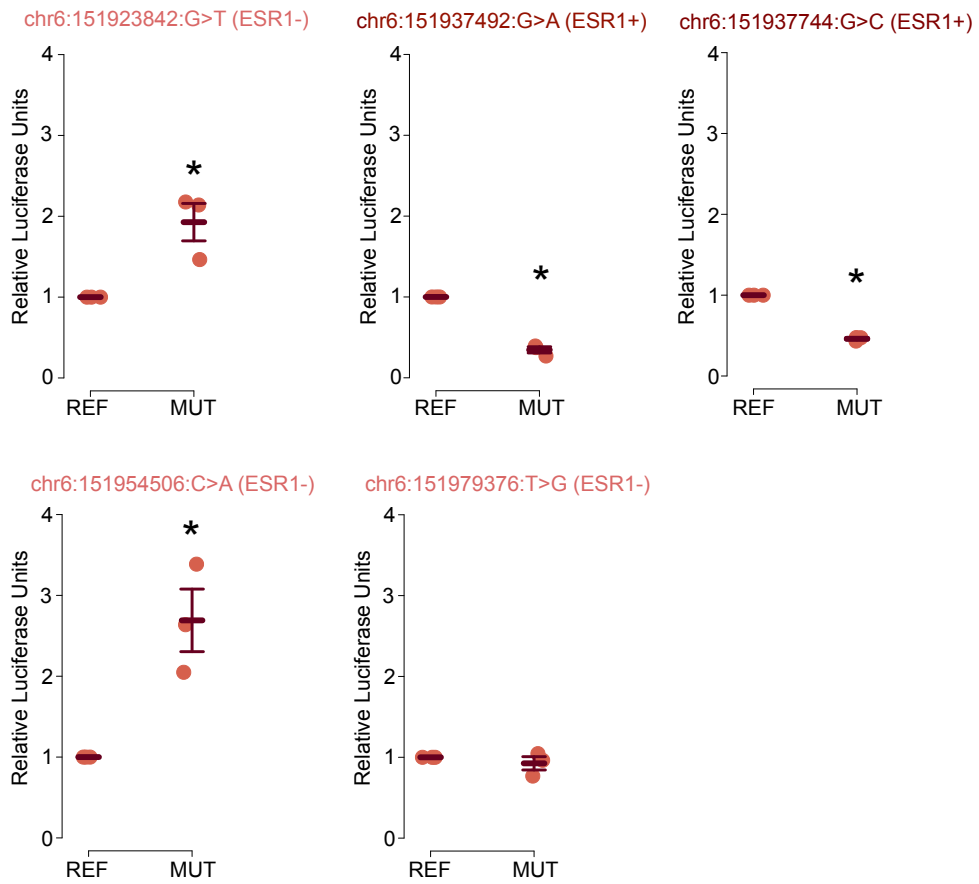 chr6:151923842:G>T (ESR1-)
chr6:151937492:G>A (ESR1+)
chr6:151937744:G>C (ESR1+)
Relative Luciferase Units
4
3
2
1
0
*
REF
MUT
Relative Luciferase Units
4
3
2
1
0
*
REF
MUT
Relative Luciferase Units
4
3
2
1
0
*
REF
MUT
chr6:151954506:C>A (ESR1-)
chr6:151979376:T>G (ESR1-)
Relative Luciferase Units
4
3
2
1
0
*
REF
MUT
Relative Luciferase Units
4
3
2
1
0
REF
MUT